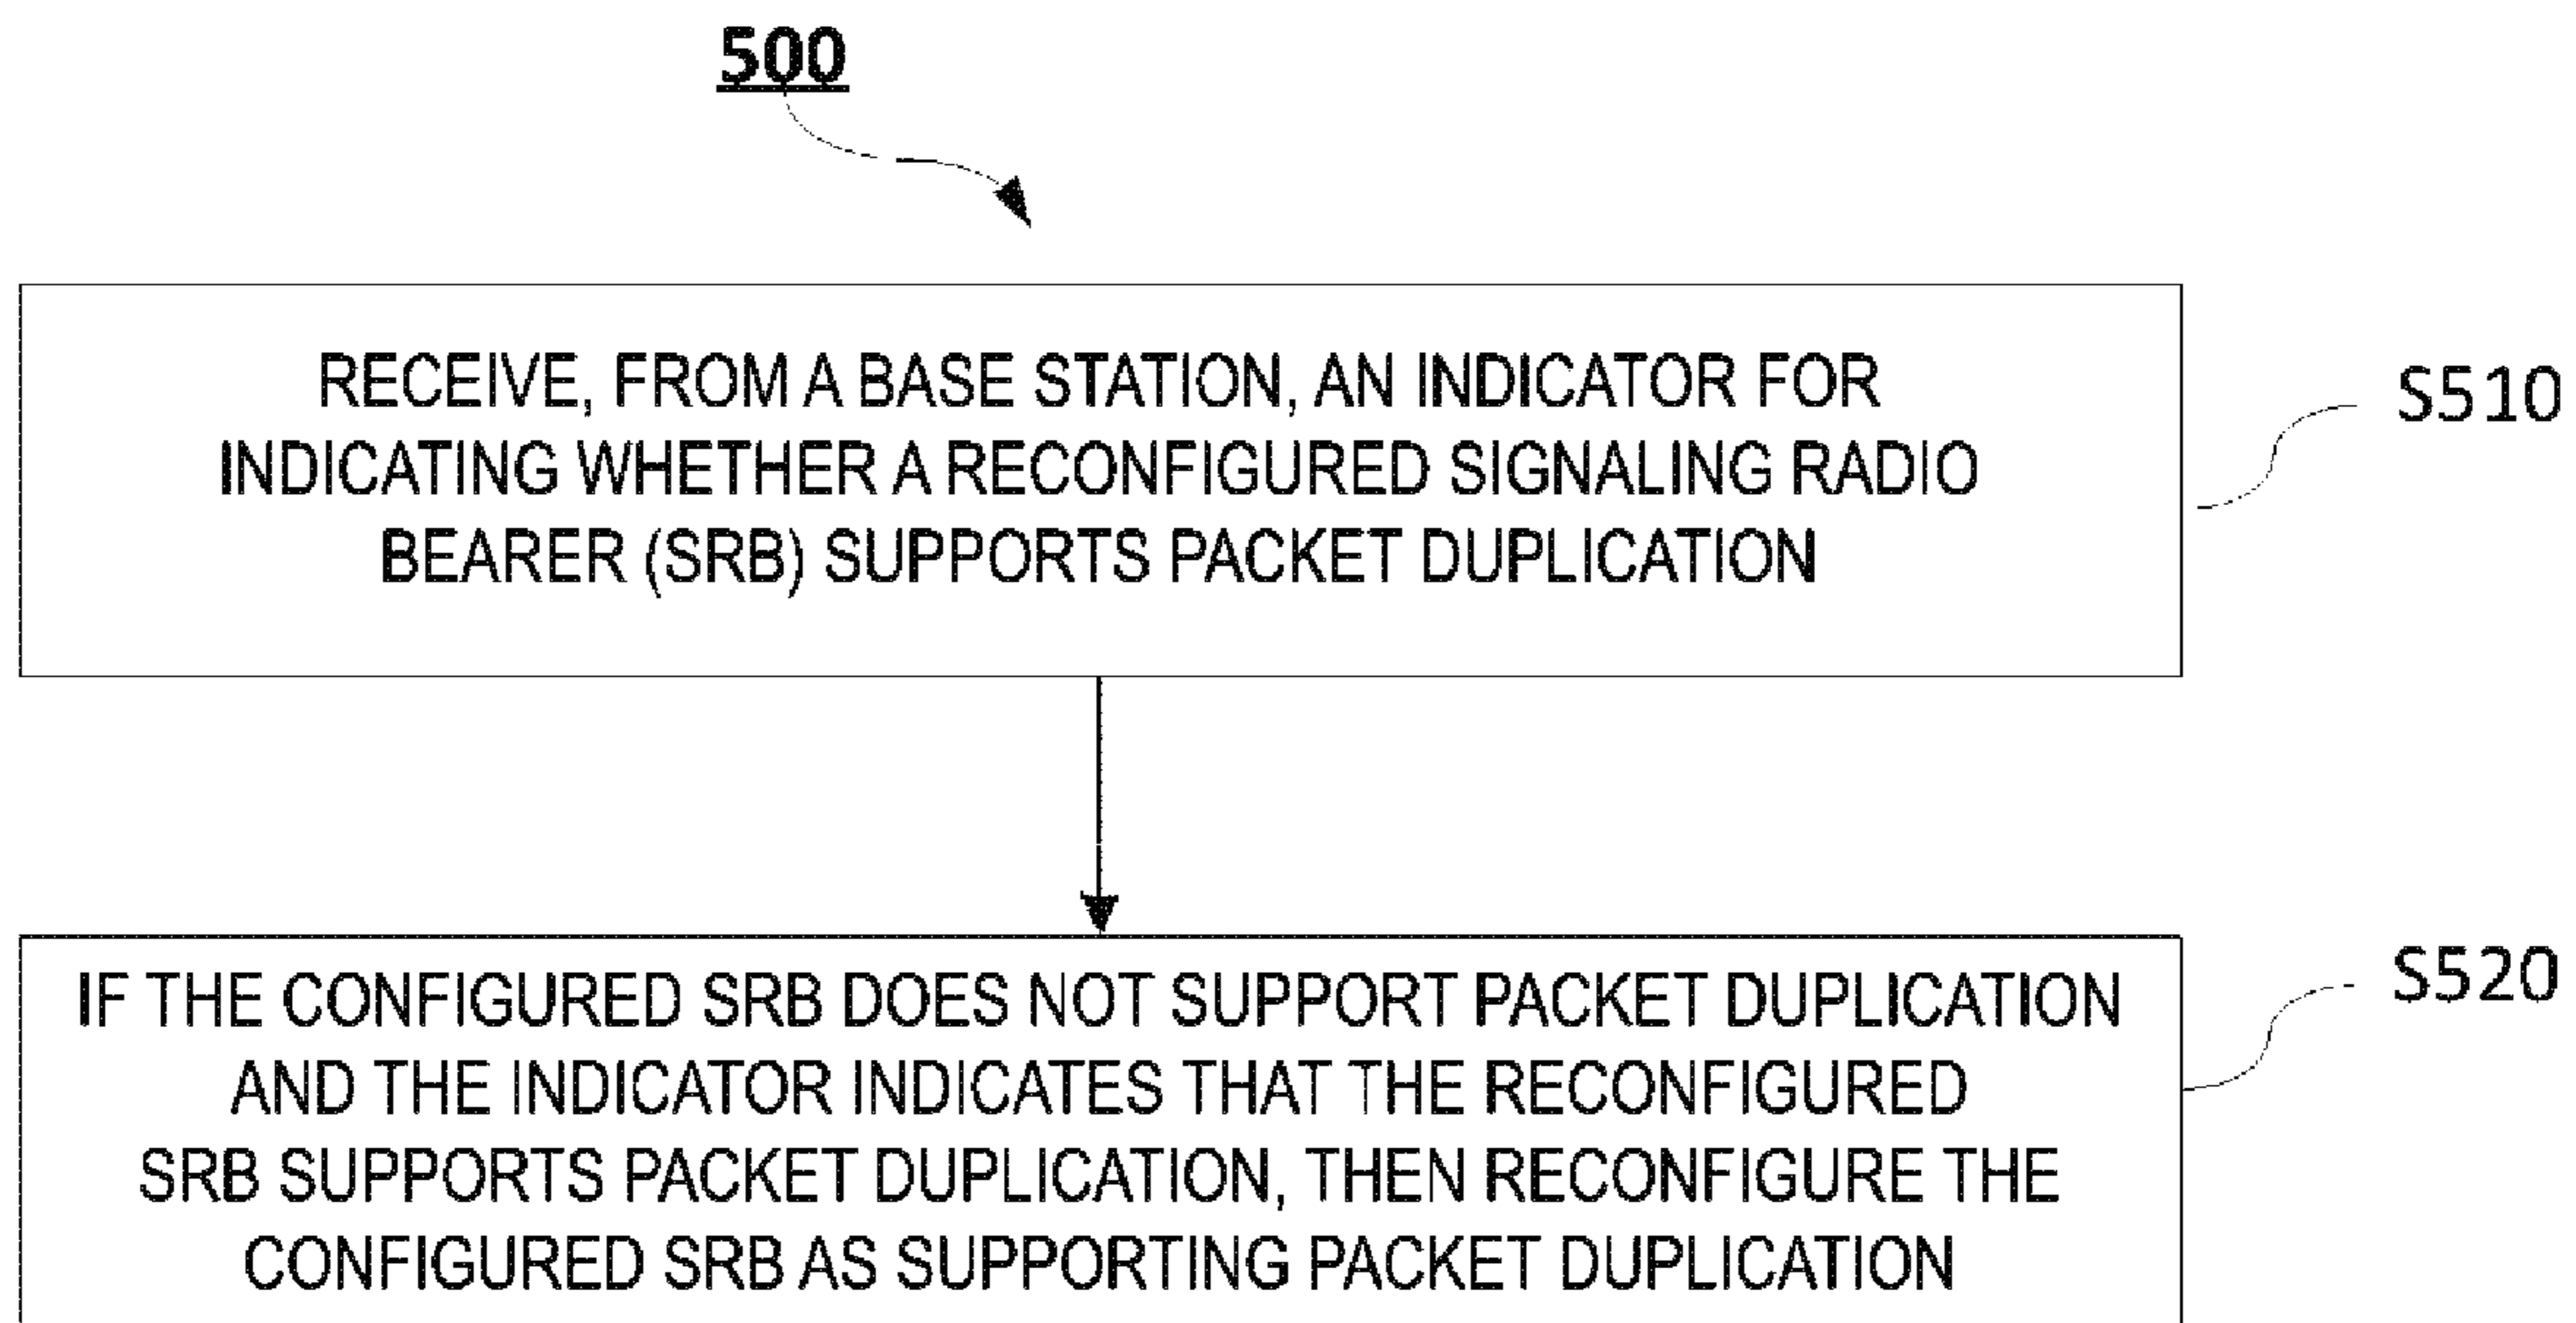 500
RECEIVE, FROM A BASE STATION, AN INDICATOR FOR
INDICATING WHETHER A RECONFIGURED SIGNALING RADIO
BEARER (SRB) SUPPORTS PACKET DUPLICATION
S510
IF THE CONFIGURED SRB DOES NOT SUPPORT PACKET DUPLICATION
AND THE INDICATOR INDICATES THAT THE RECONFIGURED
SRB SUPPORTS PACKET DUPLICATION, THEN RECONFIGURE THE
CONFIGURED SRB AS SUPPORTING PACKET DUPLICATION
S520